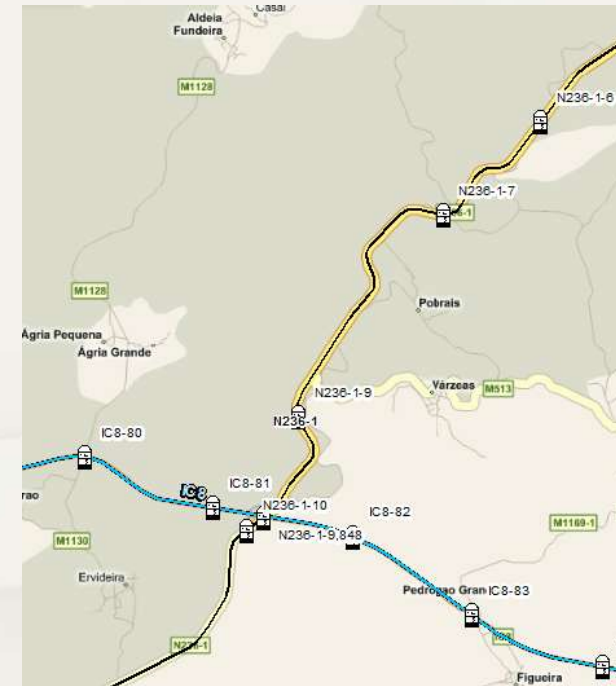 Casal
Aldeia
Fundeira
M1128
N236-1-6
N236-1-7
M1128
Pobrais
Ágria Pequena
Ágria Grande
N236-1-9
Várzeas
M513
N236-1
IC8-80
IC8
IC8-81
N236-1-10
IC8-82
M1169-1
N236-1-9,848
M1130
Ervideira
IC8-83
N236-1
Figueira